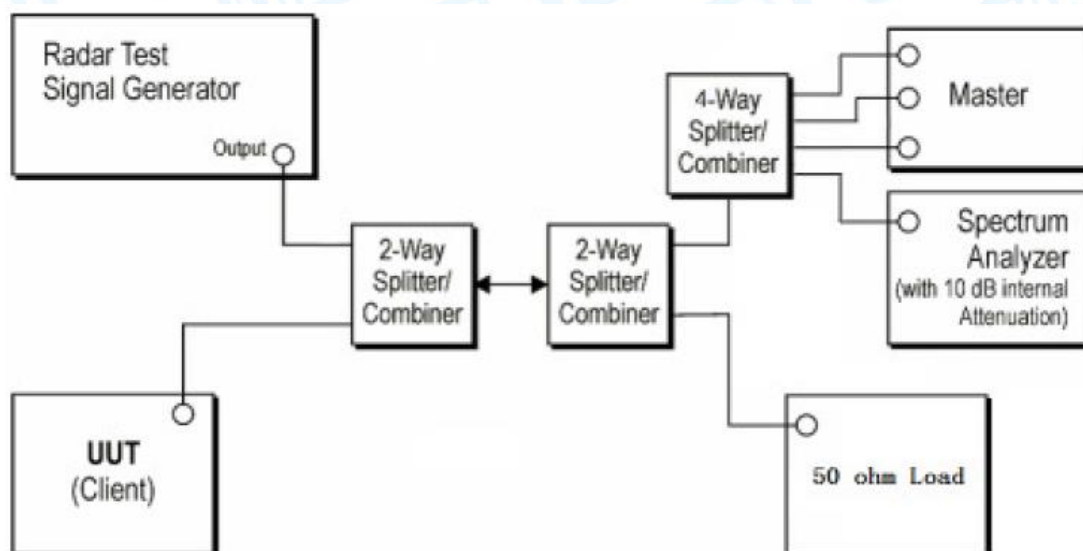 Radar Test
Signal Generator
Output
4-Way
Splitter/
Combiner
Master
2-Way
Splitter/
Combiner
2-Way
Splitter/
Combiner
Spectrum
Analyzer
(with 10 dB internal
Attenuation)
UUT
(Client)
50 ohm Load